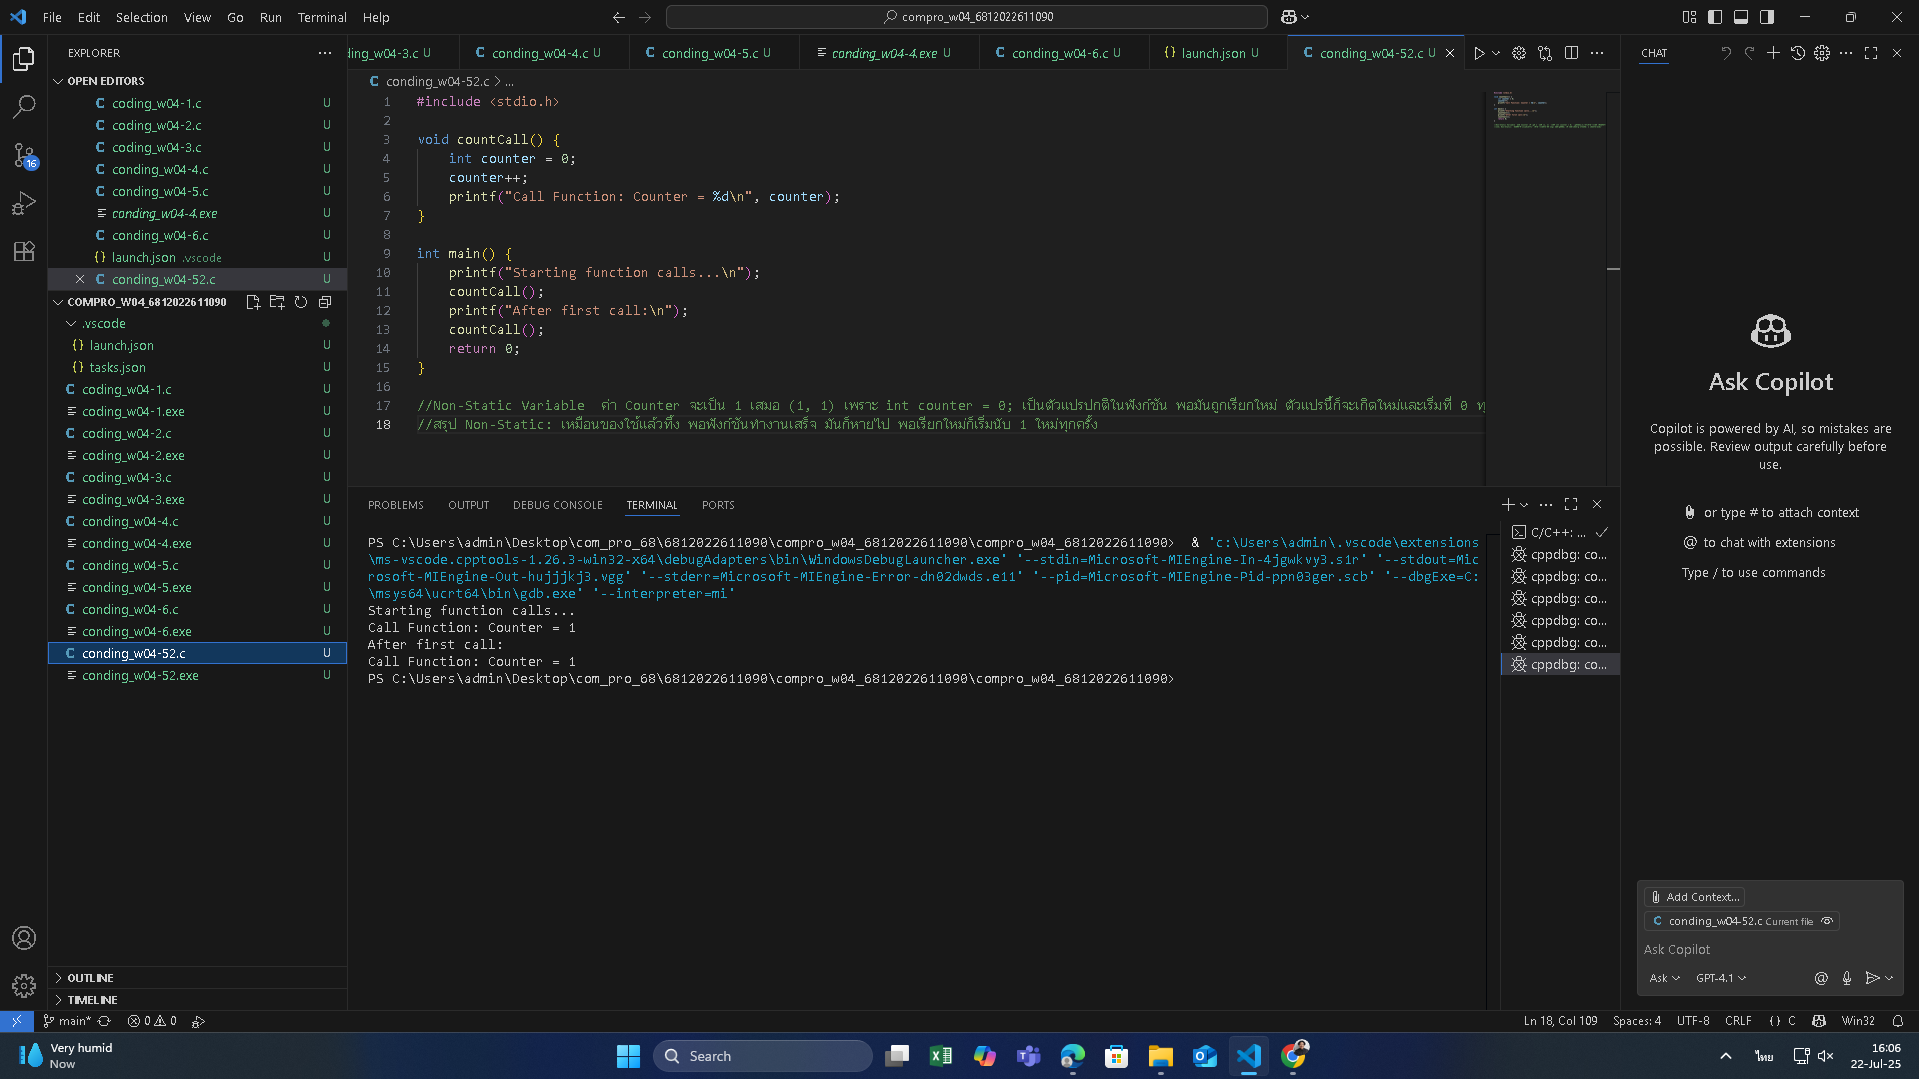 File Edit Selection View Go Run Terminal Help
compro_w04_6812022611090
EXPLORER
OPEN EDITORS
coding_w04-1.c U
coding_w04-2.c U
coding_w04-3.c U
conding_w04-4.c U
conding_w04-5.c U
conding_w04-4.exe U
conding_w04-6.c U
launch.json .vscode U
conding_w04-52.c U
COMPRO_W04_6812022611090
.vscode
launch.json U
tasks.json U
coding_w04-1.c U
coding_w04-1.exe U
coding_w04-2.c U
coding_w04-2.exe U
coding_w04-3.c U
coding_w04-3.exe U
conding_w04-4.c U
conding_w04-4.exe U
conding_w04-5.c U
conding_w04-5.exe U
conding_w04-6.c U
conding_w04-6.exe U
conding_w04-52.c U
conding_w04-52.exe U
OUTLINE
TIMELINE
16
ding_w04-3.c U conding_w04-4.c U conding_w04-5.c U conding_w04-4.exe U conding_w04-6.c U launch.json U conding_w04-52.c U
conding_w04-52.c > ...
1 #include <stdio.h>
2
3 void countCall() {
4 int counter = 0;
5 counter++;
6 printf("Call Function: Counter = %d\n", counter);
7 }
8
9 int main() {
10 printf("Starting function calls...\n");
11 countCall();
12 printf("After first call:\n");
13 countCall();
14 return 0;
15 }
16
17 //Non-Static Variable ค่า Counter จะเป็น 1 เสมอ (1, 1) เพราะ int counter = 0; เป็นตัวแปรปกติในฟังก์ชัน พอมันถูกเรียกใหม่ ตัวแปรนี้ก็จะเกิดใหม่และเริ่มที่ 0 ทุ
18 //สรุป Non-Static: เหมือนของใช้แล้วทิ้ง พอฟังก์ชันทำงานเสร็จ มันก็หายไป พอเรียกใหม่ก็เริ่มนับ 1 ใหม่ทุกครั้ง
PROBLEMS OUTPUT DEBUG CONSOLE TERMINAL PORTS
PS C:\Users\admin\Desktop\com_pro_68\6812022611090\compro_w04_6812022611090\compro_w04_6812022611090> & 'c:\Users\admin\.vscode\extensions
\ms-vscode.cpptools-1.26.3-win32-x64\debugAdapters\bin\WindowsDebugLauncher.exe' '--stdin=Microsoft-MIEngine-In-4jgwkvy3.s1r' '--stdout=Mic
rosoft-MIEngine-Out-hujjjkj3.vgg' '--stderr=Microsoft-MIEngine-Error-dn02dwds.e11' '--pid=Microsoft-MIEngine-Pid-ppn03ger.scb' '--dbgExe=C:
\msys64\ucrt64\bin\gdb.exe' '--interpreter=mi'
Starting function calls...
Call Function: Counter = 1
After first call:
Call Function: Counter = 1
PS C:\Users\admin\Desktop\com_pro_68\6812022611090\compro_w04_6812022611090\compro_w04_6812022611090>
C/C++: ...
cppdbg: co...
cppdbg: co...
cppdbg: co...
cppdbg: co...
cppdbg: co...
cppdbg: co...
CHAT
Ask Copilot
Copilot is powered by AI, so mistakes are
possible. Review output carefully before
use.
or type # to attach context
@ to chat with extensions
Type / to use commands
Add Context...
conding_w04-52.c Current file
Ask Copilot
Ask GPT-4.1
main* 0 0
Ln 18, Col 109 Spaces: 4 UTF-8 CRLF {} C Win32
Very humid
Now
Search
ไทย
16:06
22-Jul-25